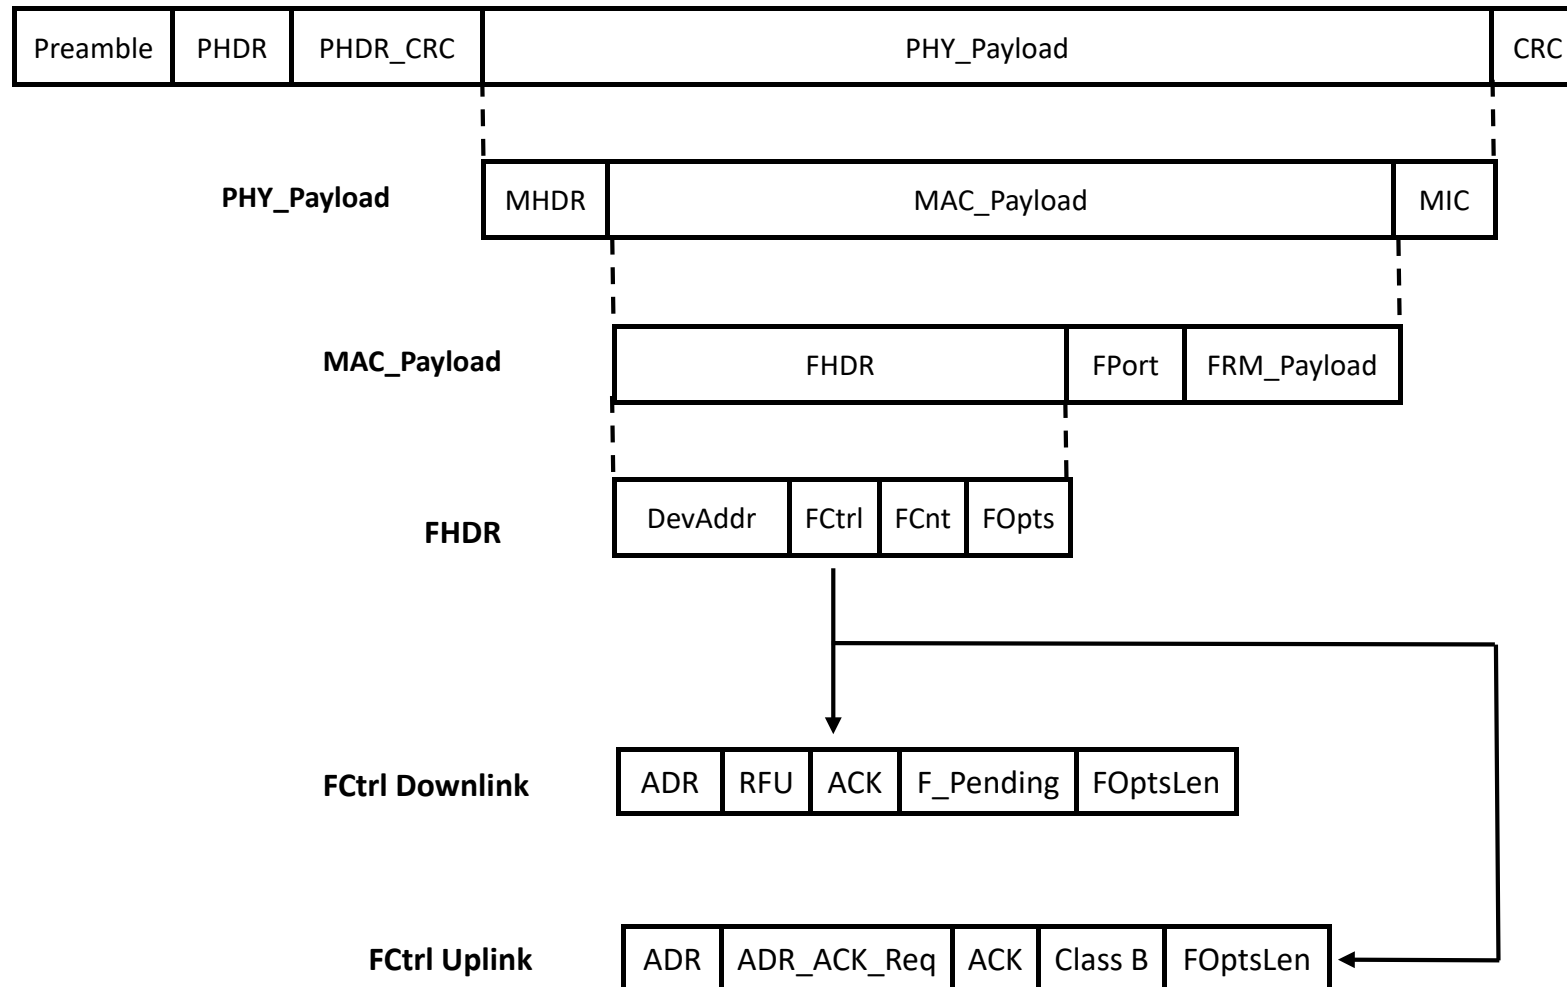 Preamble PHDR PHDR_CRC PHY_Payload CRC
PHY_Payload MHDR MAC_Payload MIC
MAC_Payload FHDR FPort FRM_Payload
FHDR DevAddr FCtrl FCnt FOpts
FCtrl Downlink ADR RFU ACK F_Pending FOptsLen
FCtrl Uplink ADR ADR_ACK_Req ACK Class B FOptsLen